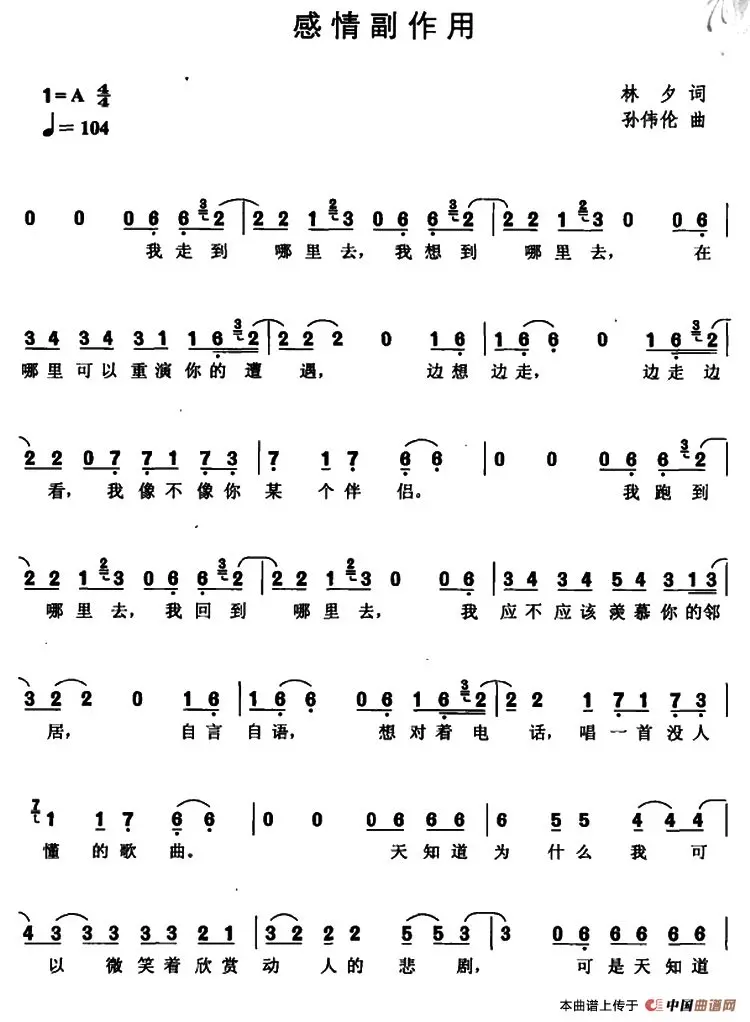 感情副作用
1=A 4/4
♩=104
林夕 词
孙伟伦 曲
0 0 0 6 6 3 2 2 2 1 2 3 0 6 6 3 2 2 2 1 2 3 0 0 6
我走到 哪里去,我想到 哪里去, 在
3 4 3 4 3 1 1 6 3 2 2 2 2 0 1 6 1 6 6 0 1 6 3 2
哪里可以重演你的遭 遇, 边想边走, 边走边
2 2 0 7 7 1 7 3 7 1 7 6 6 0 0 0 6 6 3 2
看,我像不像你某个伴侣。 我跑到
2 2 1 2 3 0 6 6 3 2 2 2 1 2 3 0 0 6 3 4 3 4 5 4 3 1 3
哪里去,我回到 哪里去, 我 应不应该羡慕你的邻
3 2 2 0 1 6 1 6 6 0 6 1 6 3 2 2 2 1 7 1 7 3
居, 自言自语, 想对着电 话,唱一首没人
7 1 1 7 6 6 0 0 0 6 6 6 6 6 5 5 4 4 4
懂的歌曲。 天知道为 什么我 可
4 3 3 3 3 3 2 1 3 2 2 2 5 5 3 3 0 6 6 6 6 6 6
以 微笑着欣赏动 人的悲 剧, 可是天知道
本曲谱上传于 中国曲谱网